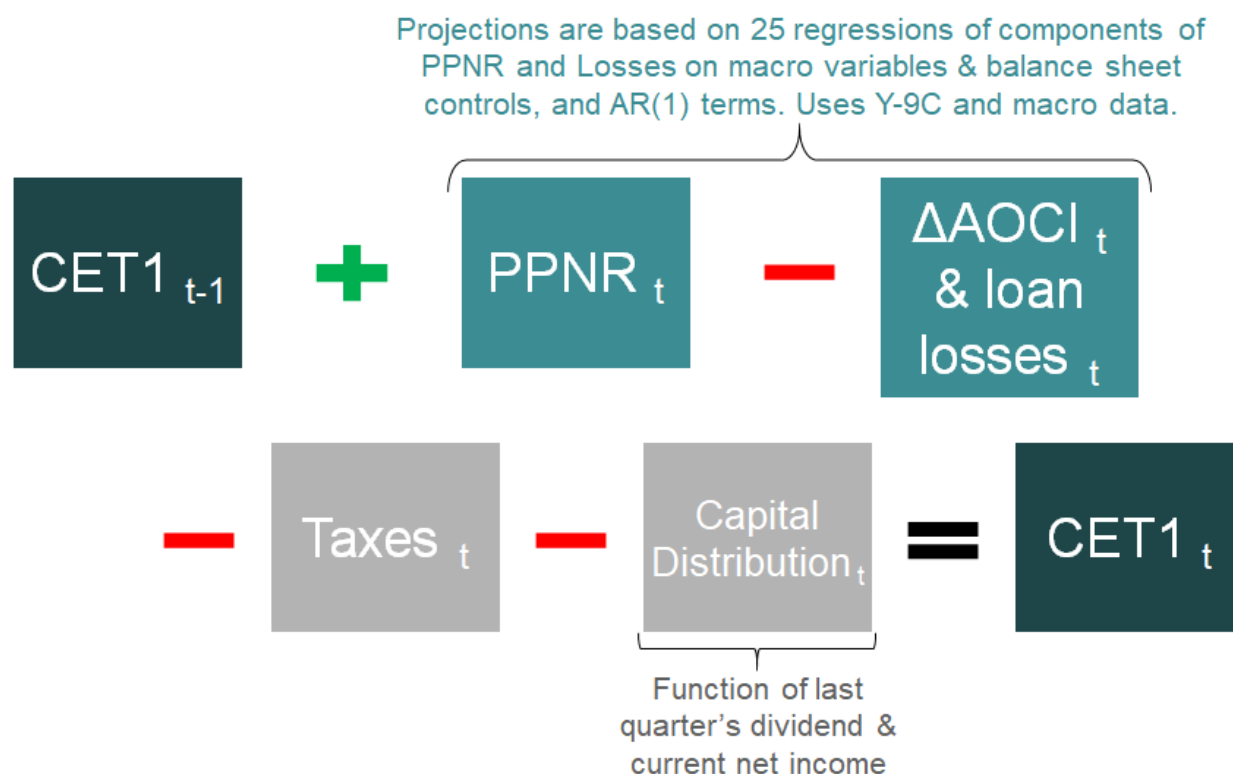 Projections are based on 25 regressions of components of
PPNR and Losses on macro variables & balance sheet
controls, and AR(1) terms. Uses Y-9C and macro data.
CET1 t-1
+
PPNR t
−
ΔAOCI t
& loan
losses t
−
Taxes t
−
Capital
Distribution t
=
CET1 t
Function of last
quarter’s dividend &
current net income